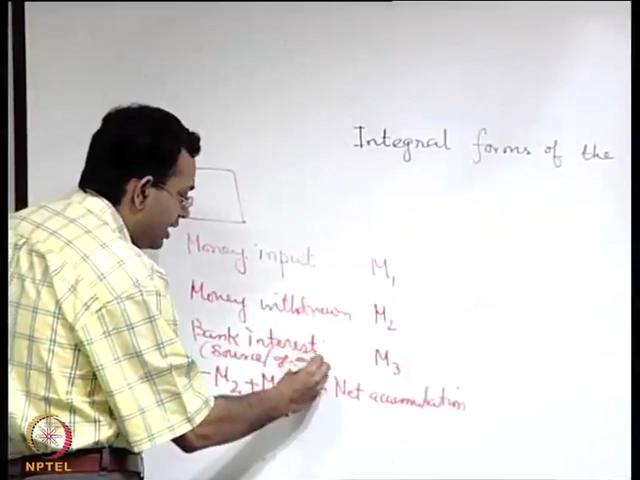 Integral forms of the
Money input M1
Money withdrawn M2
Bank interest M3
(Source/
-M2+M Net accumulation
NPTEL